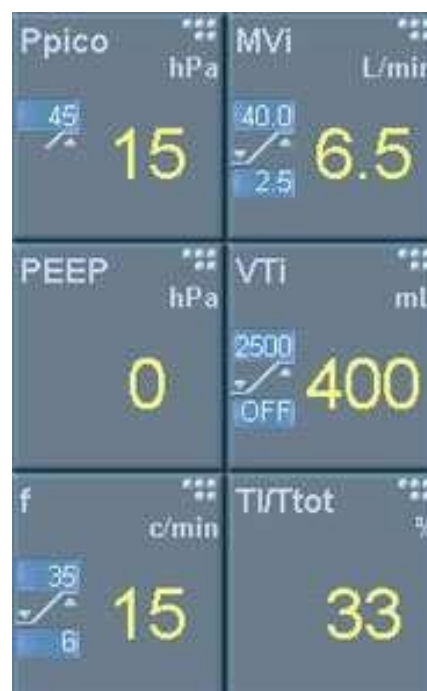 Ppico
hPa
45
15
MVi
L/min
40.0
2.5
6.5
PEEP
hPa
0
VTi
mL
2500
OFF
400
f
c/min
35
6
15
TI/Ttot
%
33